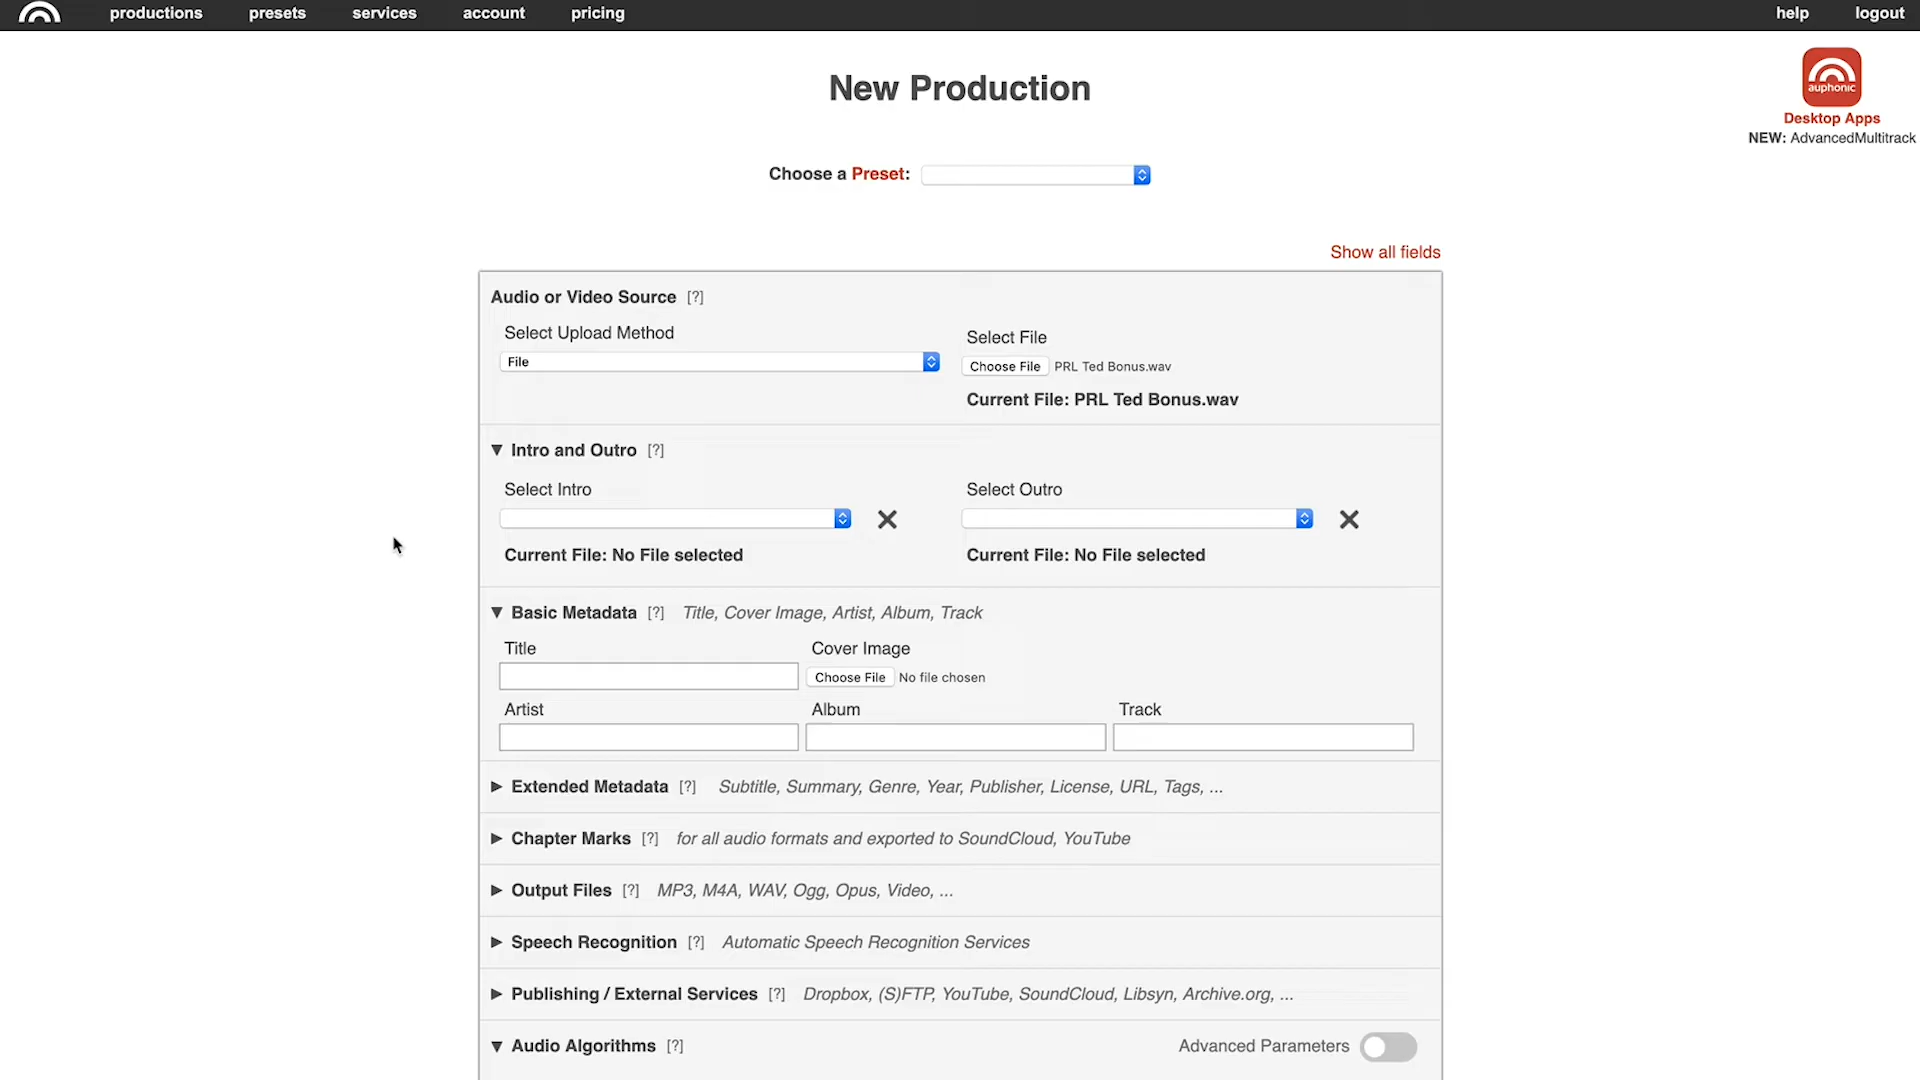 productions presets services account pricing help logout
New Production
auphonic
Desktop Apps
NEW: AdvancedMultitrack
Choose a Preset:
Show all fields
Audio or Video Source [?]
Select Upload Method
Select File
File
Choose File PRL Ted Bonus.wav
Current File: PRL Ted Bonus.wav
▼ Intro and Outro [?]
Select Intro
Select Outro
Current File: No File selected
Current File: No File selected
▼ Basic Metadata [?] Title, Cover Image, Artist, Album, Track
Title
Cover Image
Choose File No file chosen
Artist
Album
Track
▶ Extended Metadata [?] Subtitle, Summary, Genre, Year, Publisher, License, URL, Tags, ...
▶ Chapter Marks [?] for all audio formats and exported to SoundCloud, YouTube
▶ Output Files [?] MP3, M4A, WAV, Ogg, Opus, Video, ...
▶ Speech Recognition [?] Automatic Speech Recognition Services
▶ Publishing / External Services [?] Dropbox, (S)FTP, YouTube, SoundCloud, Libsyn, Archive.org, ...
▼ Audio Algorithms [?] Advanced Parameters